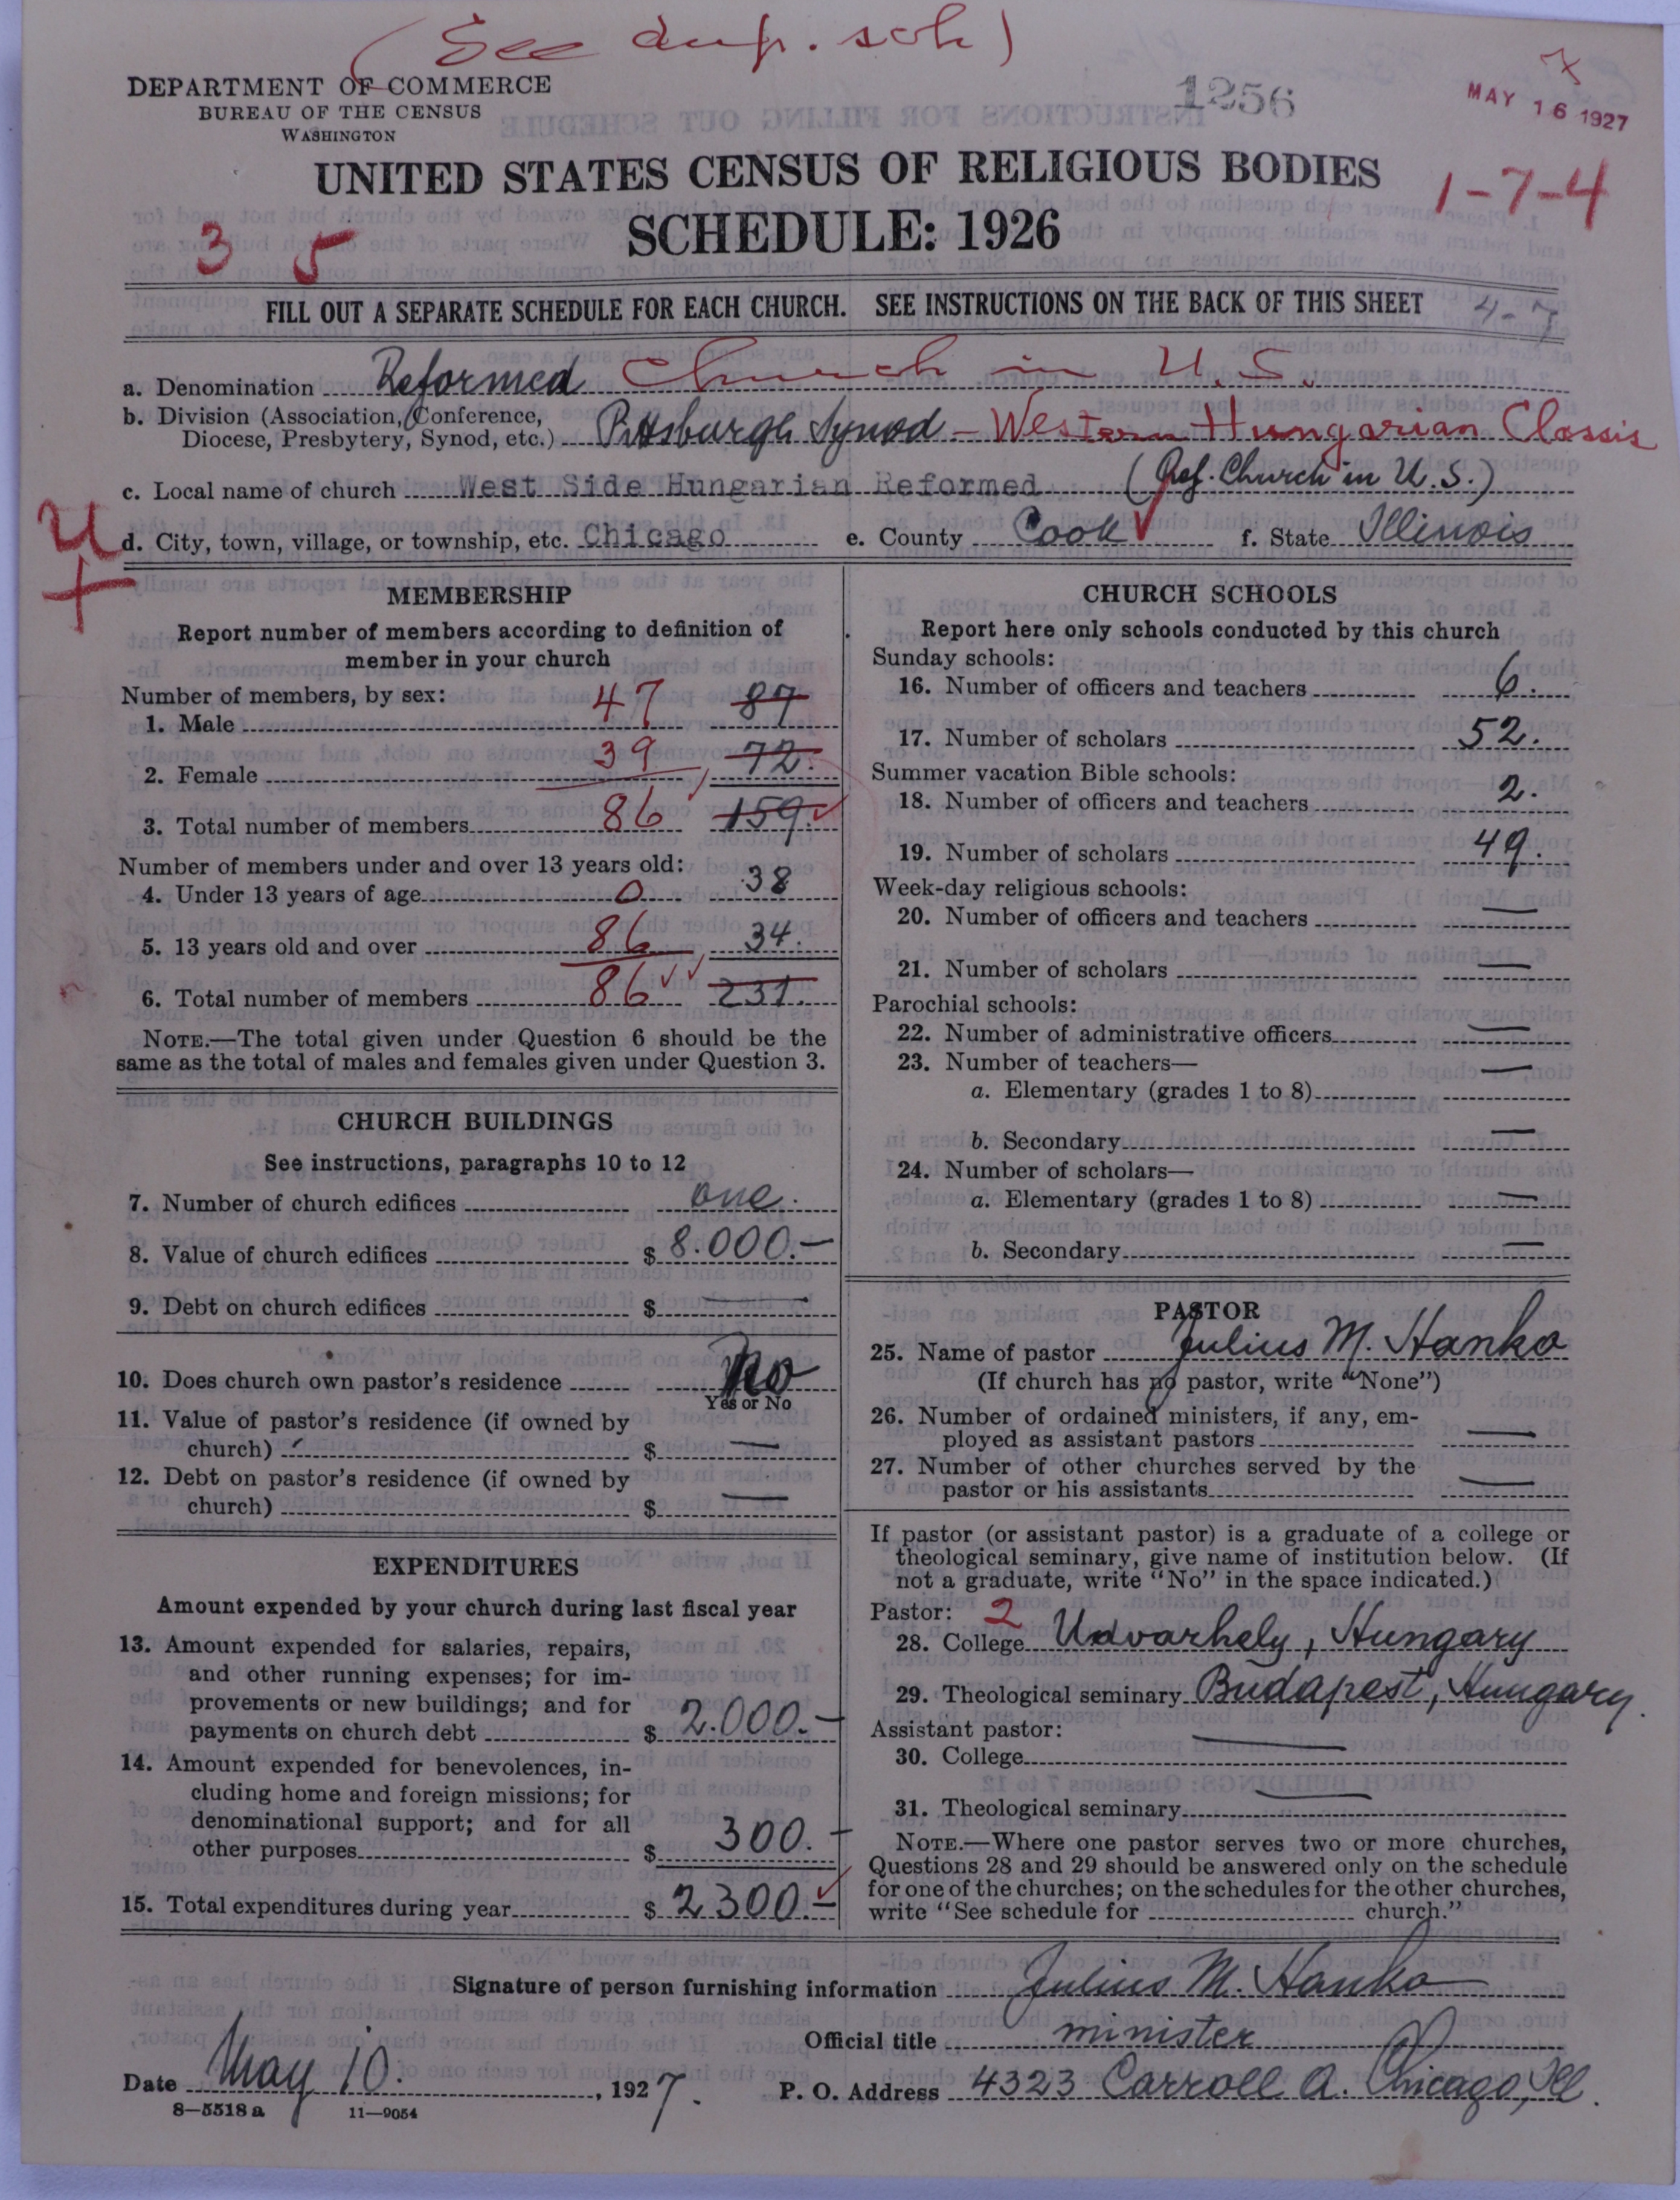 (See dup. sch)
DEPARTMENT OF COMMERCE
BUREAU OF THE CENSUS
WASHINGTON
1256
MAY 16 1927
UNITED STATES CENSUS OF RELIGIOUS BODIES
1-7-4
SCHEDULE: 1926
3 5
FILL OUT A SEPARATE SCHEDULE FOR EACH CHURCH. SEE INSTRUCTIONS ON THE BACK OF THIS SHEET
4-7
a. Denomination Reformed Church in U.S.
b. Division (Association, Conference,
Diocese, Presbytery, Synod, etc.) Pittsburgh Synod - Western Hungarian Classis
c. Local name of church West Side Hungarian Reformed (Ref. Church in U.S.)
d. City, town, village, or township, etc. Chicago e. County Cook f. State Illinois
MEMBERSHIP
Report number of members according to definition of
member in your church
Number of members, by sex:
1. Male 47 87
2. Female 39 72.
3. Total number of members 86 159.
Number of members under and over 13 years old:
4. Under 13 years of age 0 38
5. 13 years old and over 86 34.
6. Total number of members 86 231.
NOTE.—The total given under Question 6 should be the
same as the total of males and females given under Question 3.
CHURCH BUILDINGS
See instructions, paragraphs 10 to 12
7. Number of church edifices one.
8. Value of church edifices $ 8.000.—
9. Debt on church edifices $ —
10. Does church own pastor's residence No
Yes or No
11. Value of pastor's residence (if owned by
church) $ —
12. Debt on pastor's residence (if owned by
church) $ —
EXPENDITURES
Amount expended by your church during last fiscal year
13. Amount expended for salaries, repairs,
and other running expenses; for im-
provements or new buildings; and for
payments on church debt $ 2.000.—
14. Amount expended for benevolences, in-
cluding home and foreign missions; for
denominational support; and for all
other purposes $ 300.—
15. Total expenditures during year $ 2300.—
CHURCH SCHOOLS
Report here only schools conducted by this church
Sunday schools:
16. Number of officers and teachers 6.
17. Number of scholars 52.
Summer vacation Bible schools:
18. Number of officers and teachers 2.
19. Number of scholars 49.
Week-day religious schools:
20. Number of officers and teachers —
21. Number of scholars —
Parochial schools:
22. Number of administrative officers —
23. Number of teachers— —
a. Elementary (grades 1 to 8)
b. Secondary —
24. Number of scholars—
a. Elementary (grades 1 to 8) —
b. Secondary —
PASTOR
25. Name of pastor Julius M. Hanko
(If church has no pastor, write "None")
26. Number of ordained ministers, if any, em-
ployed as assistant pastors —
27. Number of other churches served by the
pastor or his assistants —
If pastor (or assistant pastor) is a graduate of a college or
theological seminary, give name of institution below. (If
not a graduate, write "No" in the space indicated.)
Pastor: 2
28. College Udvarhely, Hungary
29. Theological seminary Budapest, Hungary.
Assistant pastor:
30. College —
31. Theological seminary —
NOTE.—Where one pastor serves two or more churches,
Questions 28 and 29 should be answered only on the schedule
for one of the churches; on the schedules for the other churches,
write "See schedule for church."
Signature of person furnishing information Julius M. Hanko
Official title minister
Date May 10. , 1927. P. O. Address 4323 Carroll A. Chicago, Ill.
8—5518 a 11—9054